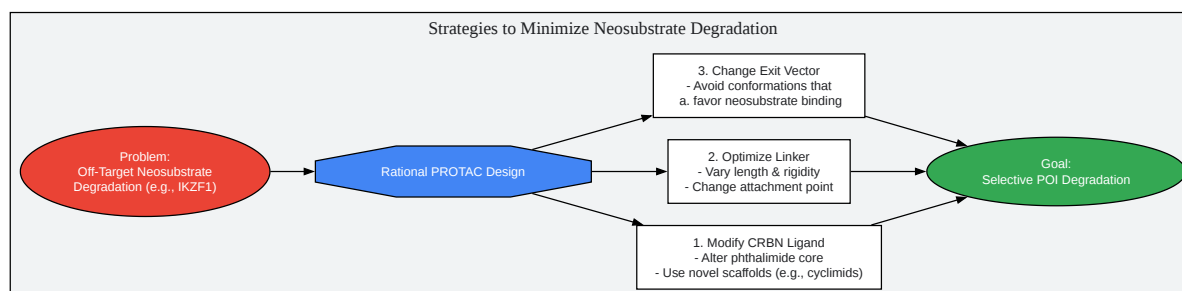 Strategies to Minimize Neosubstrate Degradation
Problem:
Off-Target Neosubstrate
Degradation (e.g., IKZF1)
Rational PROTAC Design
3. Change Exit Vector
- Avoid conformations that
a. favor neosubstrate binding
2. Optimize Linker
- Vary length & rigidity
- Change attachment point
1. Modify CRBN Ligand
- Alter phthalimide core
- Use novel scaffolds (e.g., cyclimids)
Goal:
Selective POI Degradation